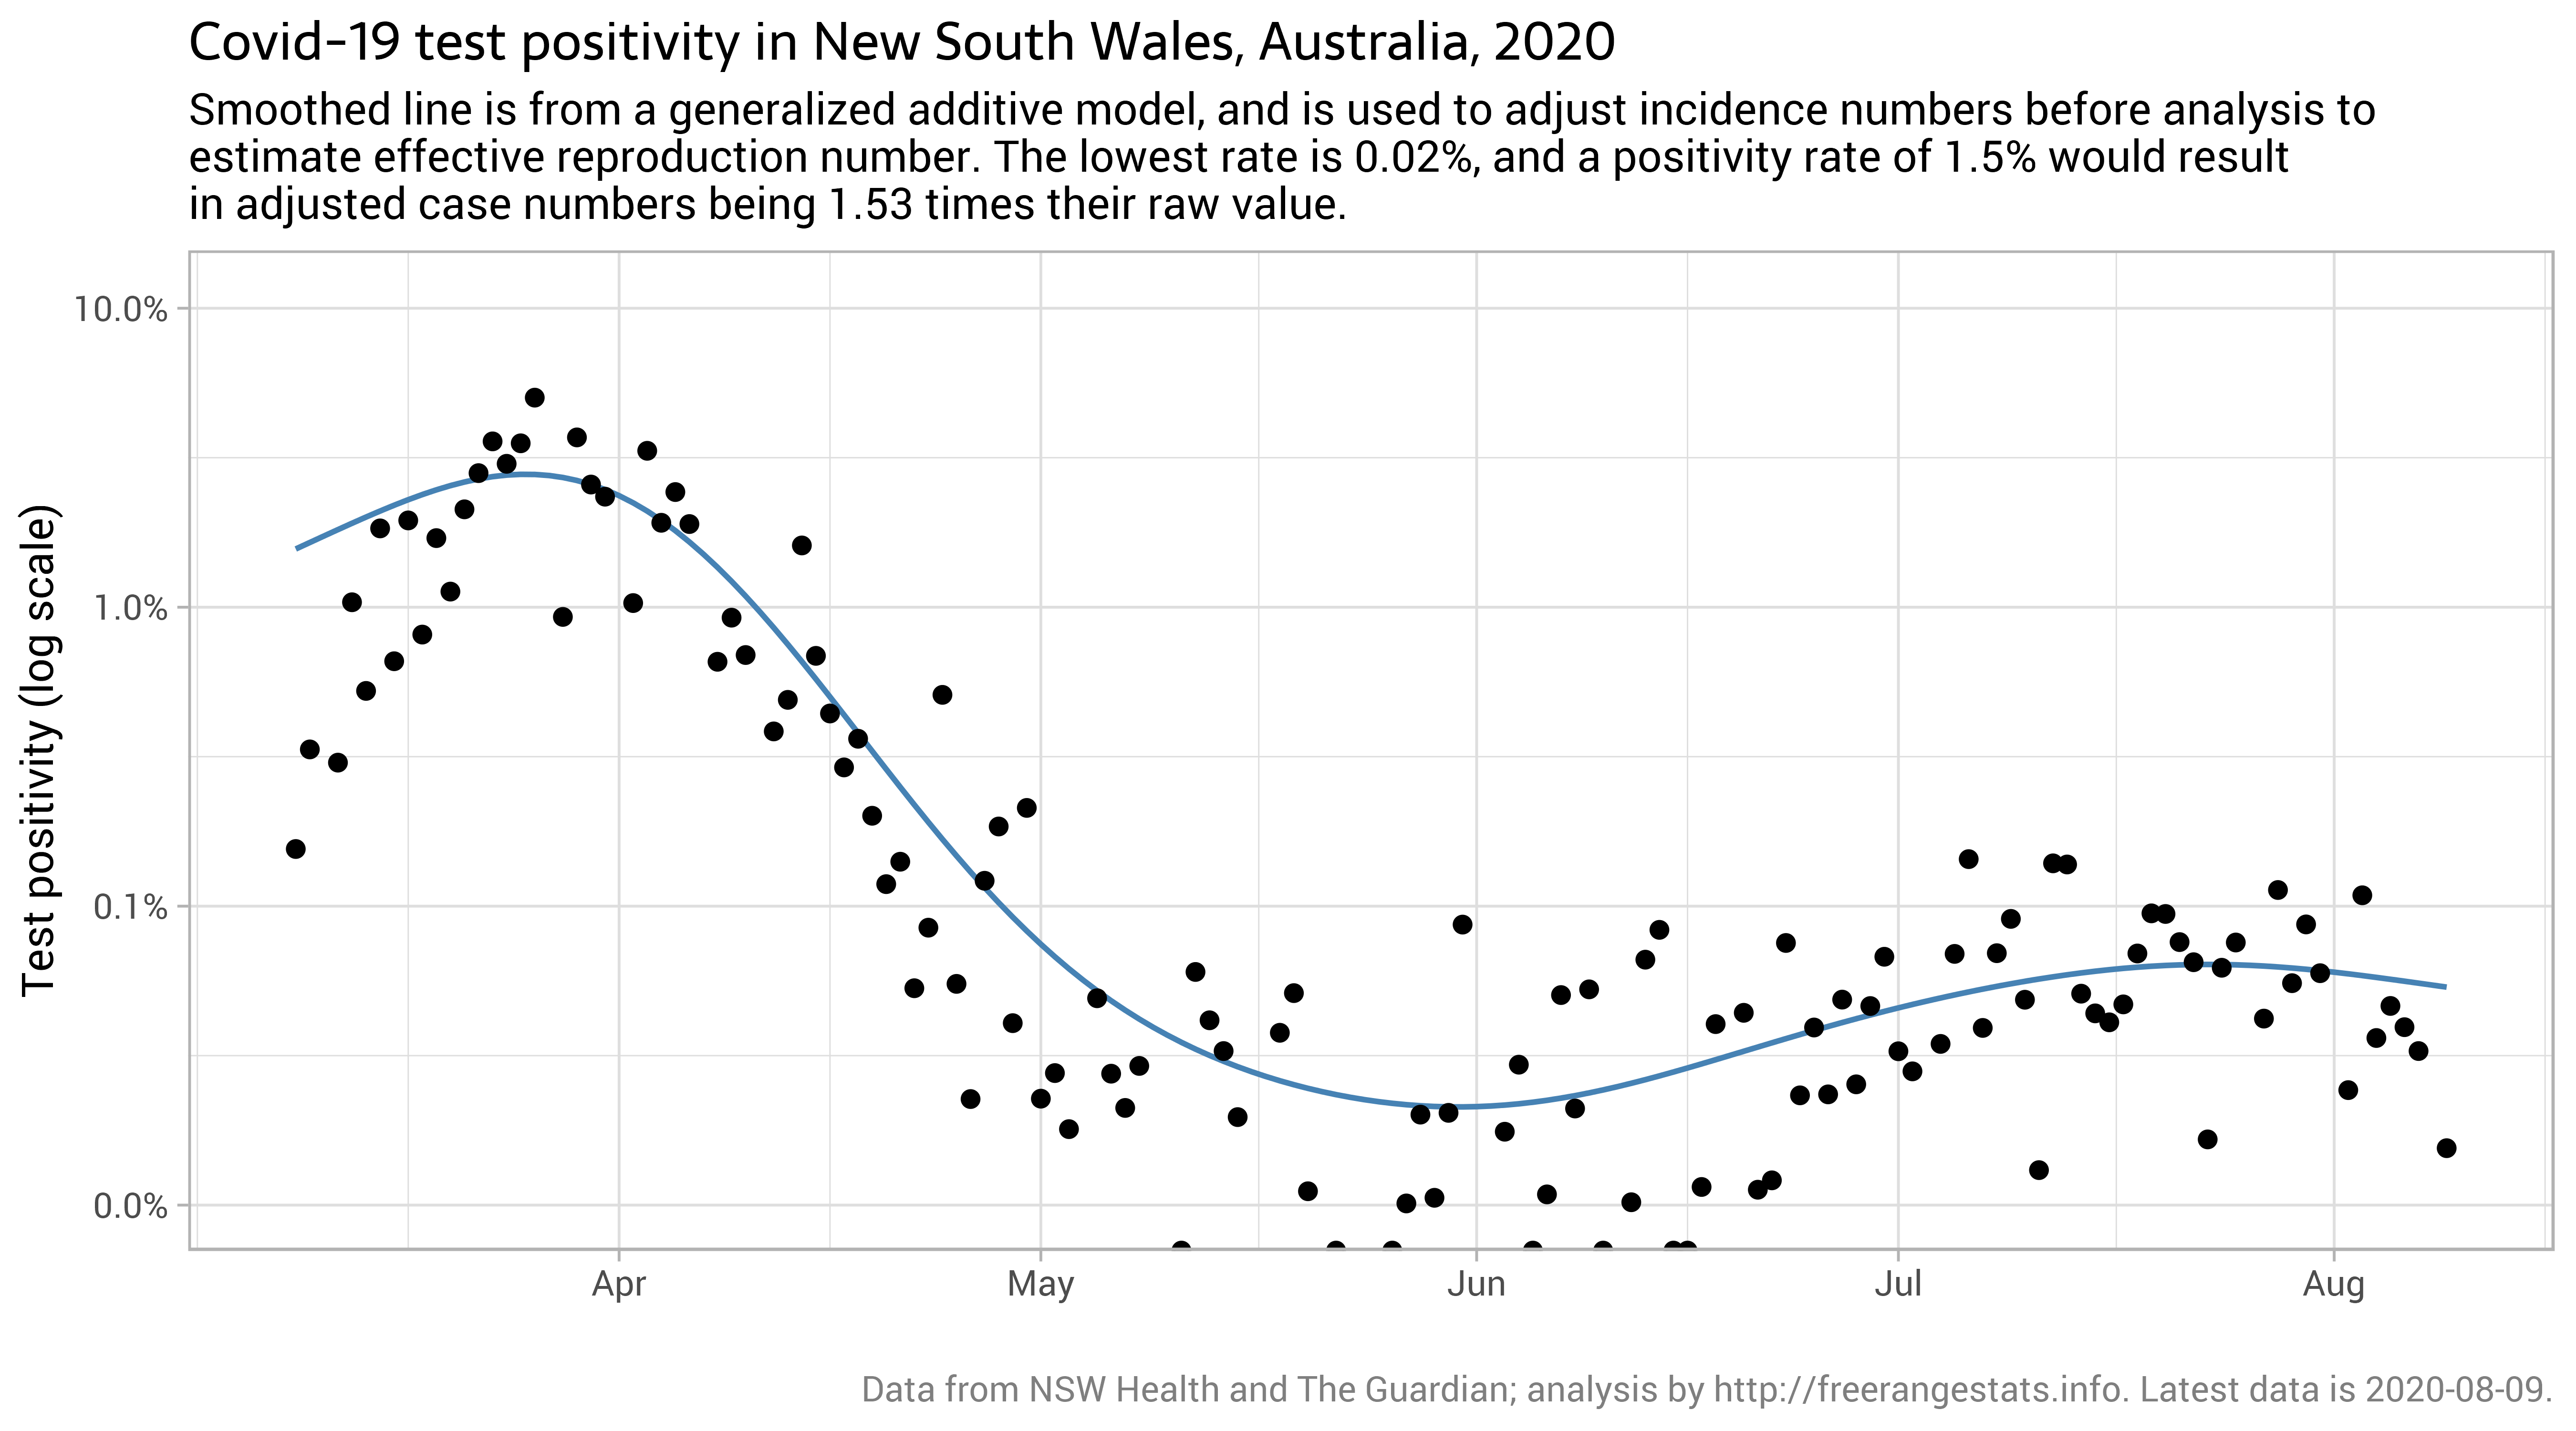 Covid-19 test positivity in New South Wales, Australia, 2020
Smoothed line is from a generalized additive model, and is used to adjust incidence numbers before analysis to
estimate effective reproduction number. The lowest rate is 0.02%, and a positivity rate of 1.5% would result
in adjusted case numbers being 1.53 times their raw value.
Test positivity (log scale)
10.0%
1.0%
0.1%
0.0%
Apr
May
Jun
Jul
Aug
Data from NSW Health and The Guardian; analysis by http://freerangestats.info. Latest data is 2020-08-09.